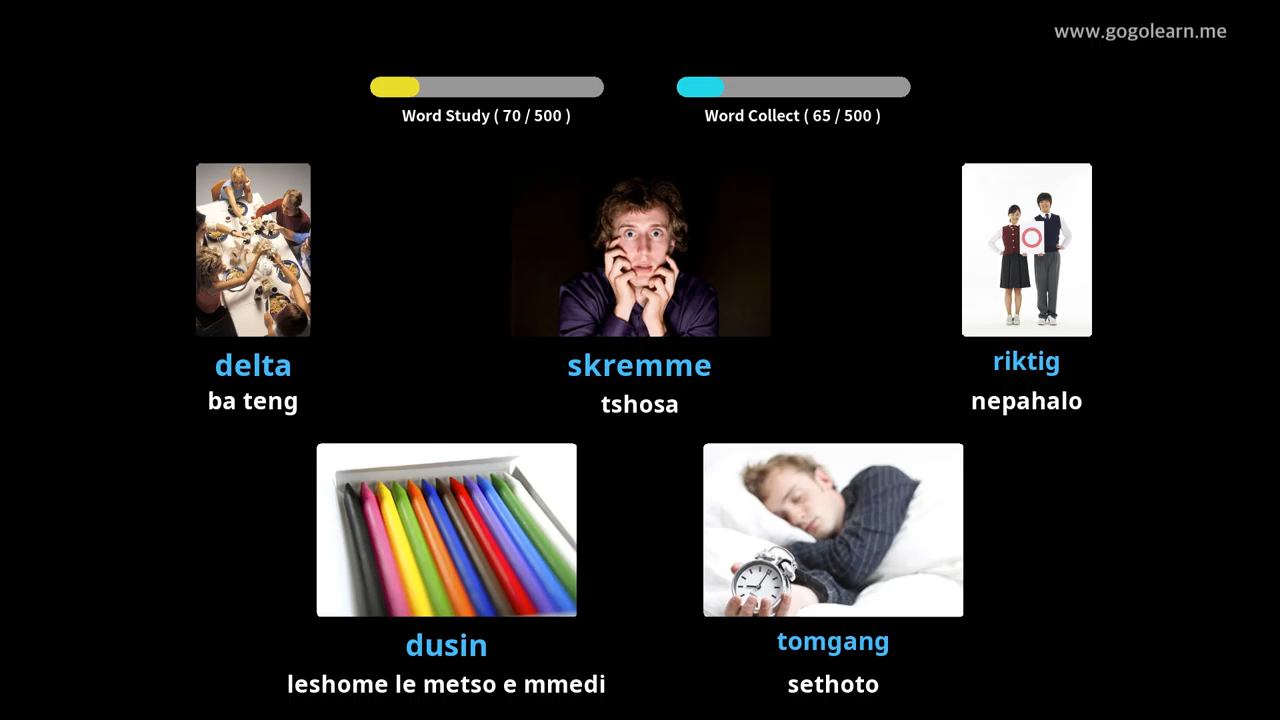 www.gogolearn.me
Word Study ( 70 / 500 )
Word Collect ( 65 / 500 )
delta
ba teng
skremme
tshosa
riktig
nepahalo
dusin
leshome le metso e mmedi
tomgang
sethoto